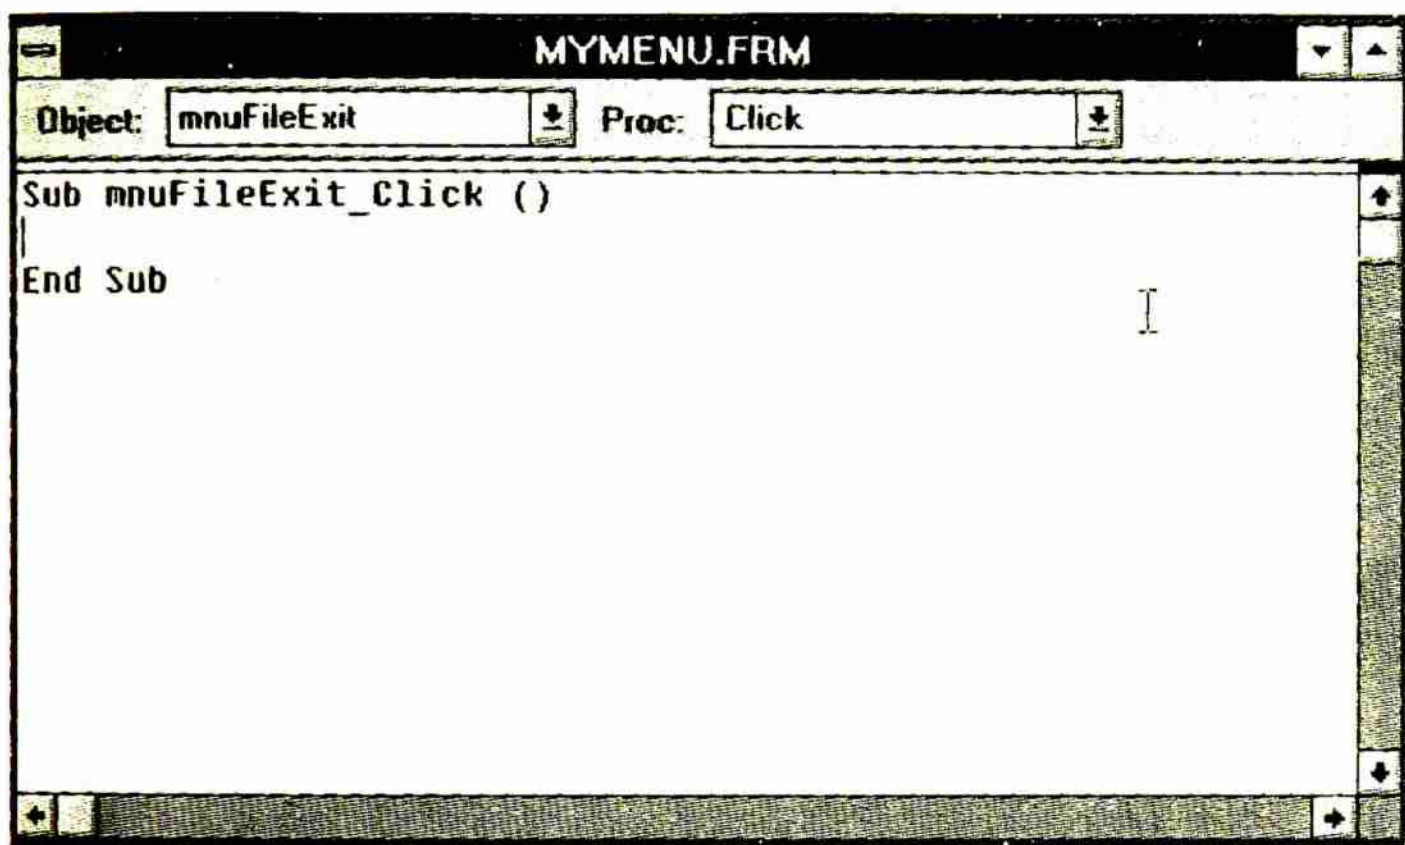 MYMENU.FRM
Object: mnuFileExit Proc: Click
Sub mnuFileExit_Click ()
End Sub